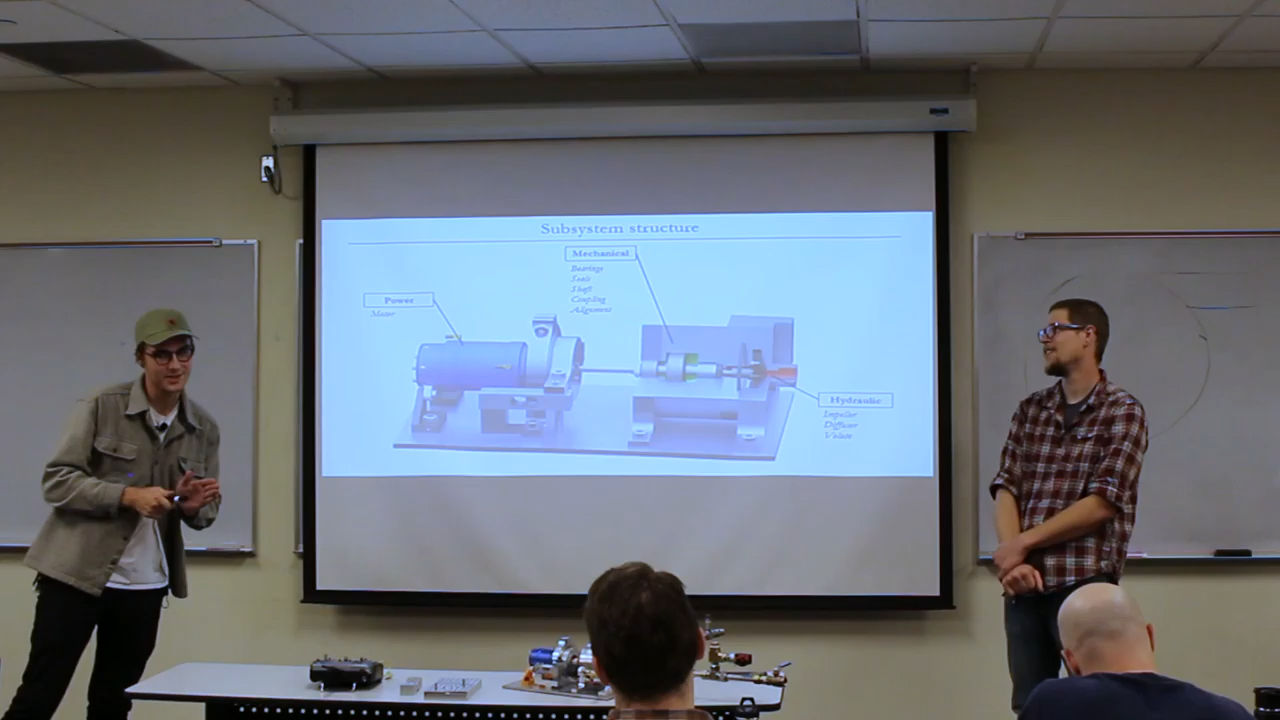 Subsystem structure
Mechanical
Bearings
Seals
Shaft
Coupling
Alignment
Power
Motor
Hydraulic
Impeller
Diffuser
Volute